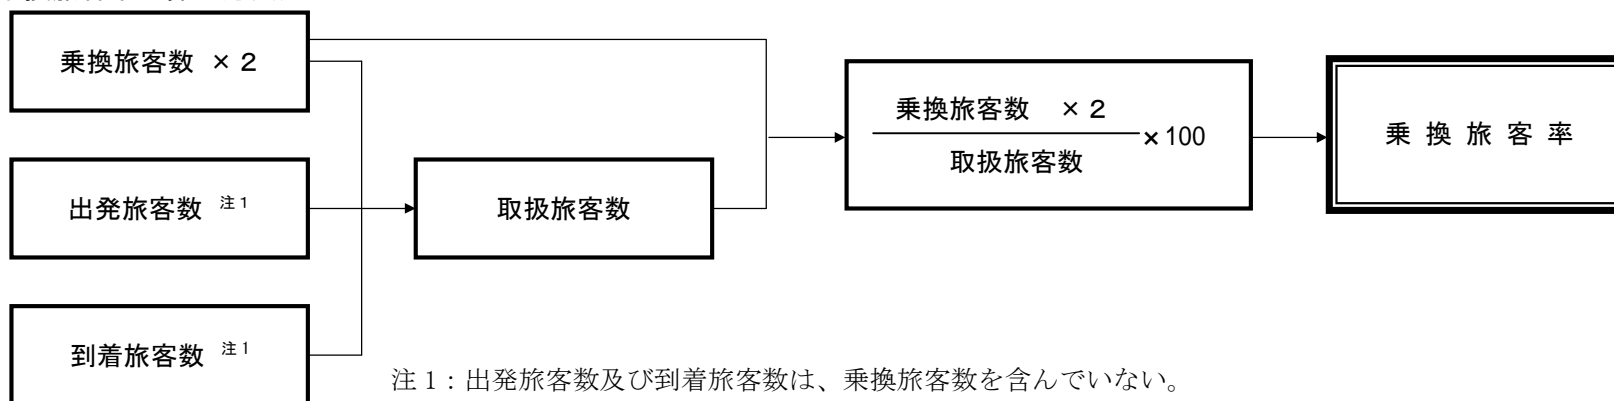 乗換旅客数 × 2
出発旅客数 注1
到着旅客数 注1
取扱旅客数
乗換旅客数 × 2
取扱旅客数
×100
乗 換 旅 客 率
注1:出発旅客数及び到着旅客数は、乗換旅客数を含んでいない。